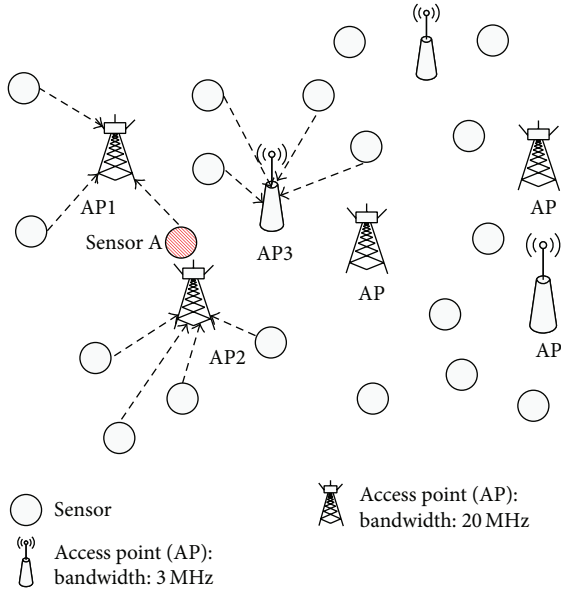 AP1
Sensor A
AP3
AP2
AP
AP
AP
Sensor
Access point (AP):
bandwidth: 3 MHz
Access point (AP):
bandwidth: 20 MHz